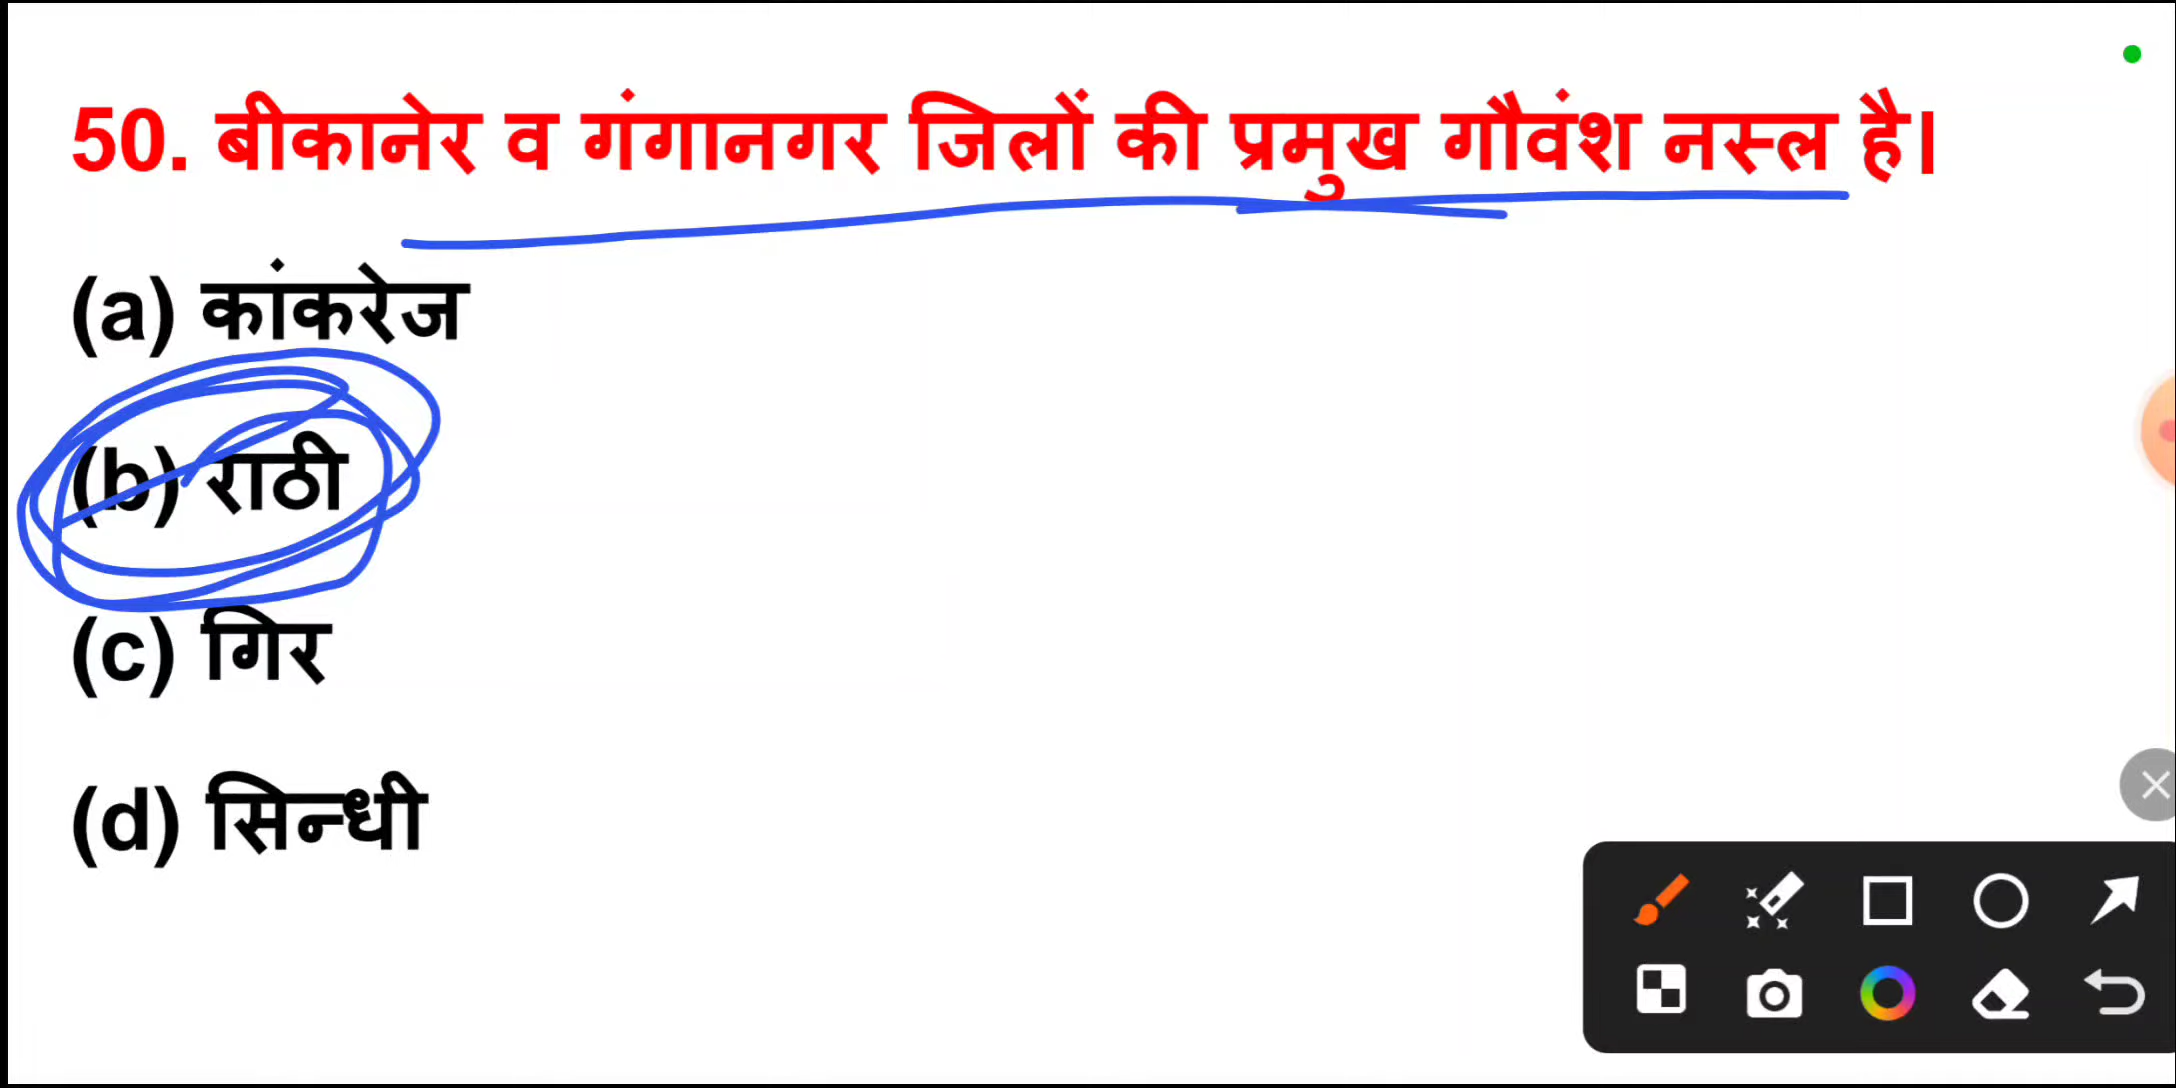 50. बीकानेर व गंगानगर जिलों की प्रमुख गौवंश नस्ल है।
(a) कांकरेज
(b) राठी
(c) गिर
(d) सिन्धी